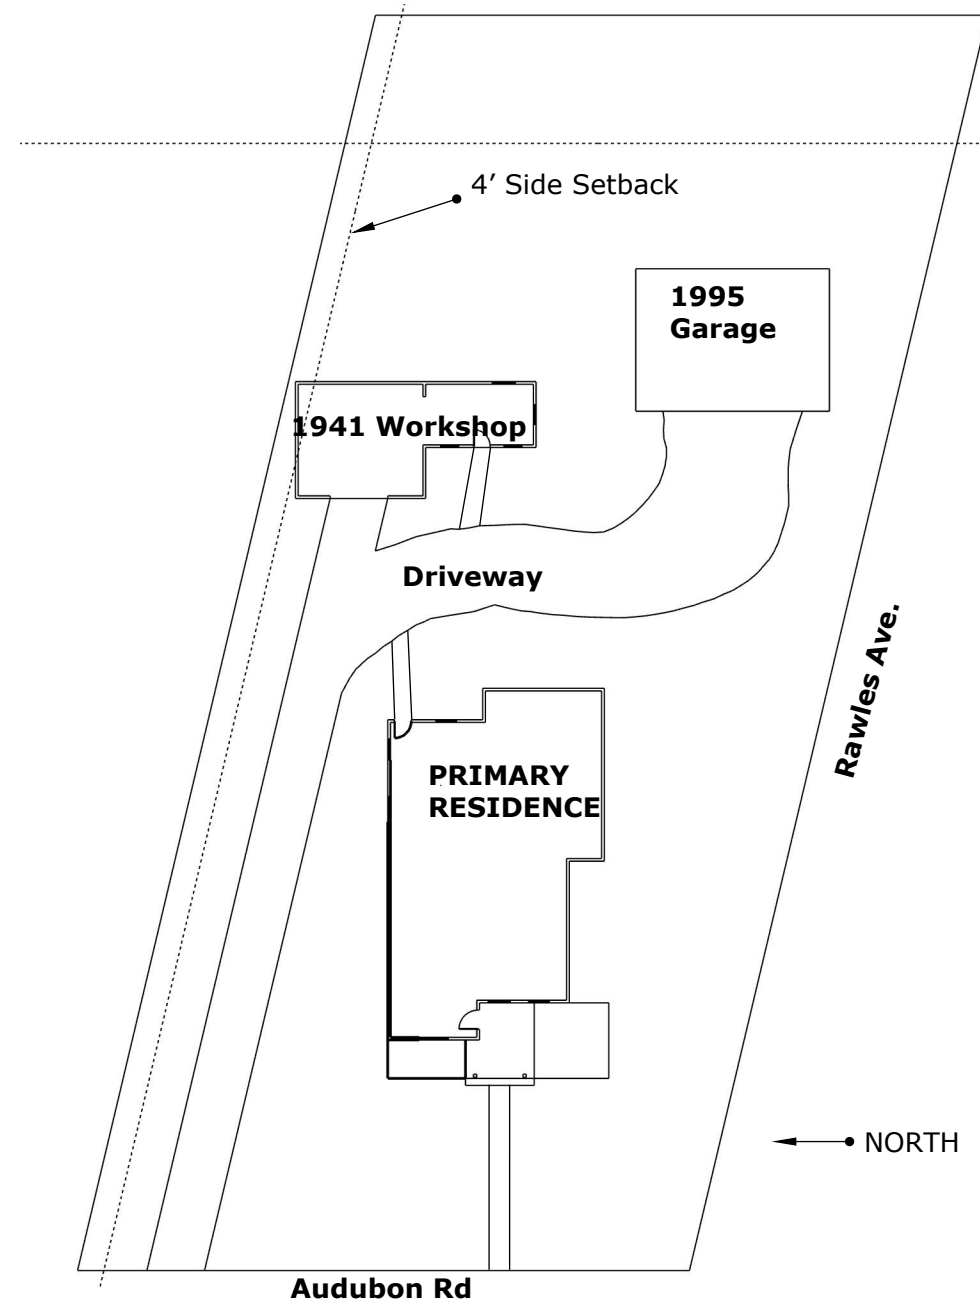 4’ Side Setback
1995
Garage
1941 Workshop
Driveway
Rawles Ave.
PRIMARY
RESIDENCE
NORTH
Audubon Rd